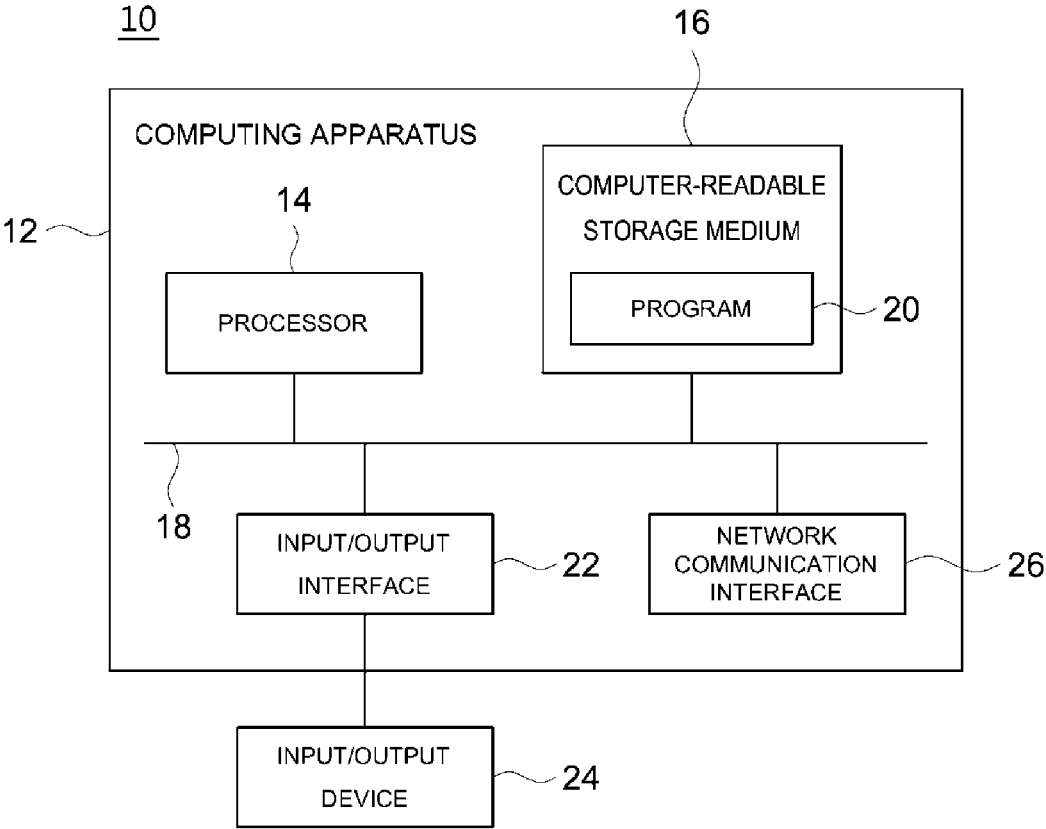 10
16
COMPUTING APPARATUS
COMPUTER-READABLE
STORAGE MEDIUM
14
12
PROCESSOR
PROGRAM
20
18
INPUT/OUTPUT
INTERFACE
22
NETWORK
COMMUNICATION
INTERFACE
26
INPUT/OUTPUT
DEVICE
24